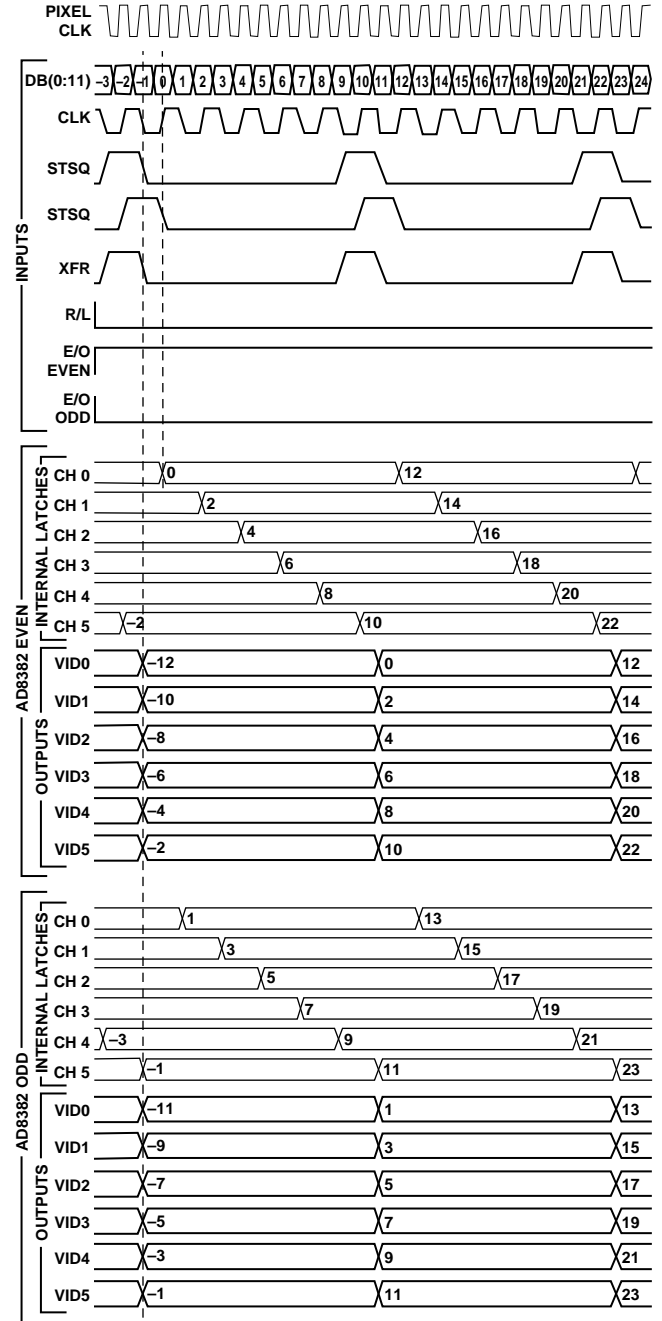 PIXEL
CLK
DB(0:11) –3 –2 –1 0 1 2 3 4 5 6 7 8 9 10 11 12 13 14 15 16 17 18 19 20 21 22 23 24
CLK
STSQ
STSQ
XFR
R/L
E/O
EVEN
E/O
ODD
INPUTS
AD8382 EVEN
INTERNAL LATCHES
CH 0 0 12
CH 1 2 14
CH 2 4 16
CH 3 6 18
CH 4 8 20
CH 5 –2 10 22
OUTPUTS
VID0 –12 0 12
VID1 –10 2 14
VID2 –8 4 16
VID3 –6 6 18
VID4 –4 8 20
VID5 –2 10 22
AD8382 ODD
INTERNAL LATCHES
CH 0 1 13
CH 1 3 15
CH 2 5 17
CH 3 7 19
CH 4 –3 9 21
CH 5 –1 11 23
OUTPUTS
VID0 –11 1 13
VID1 –9 3 15
VID2 –7 5 17
VID3 –5 7 19
VID4 –3 9 21
VID5 –1 11 23